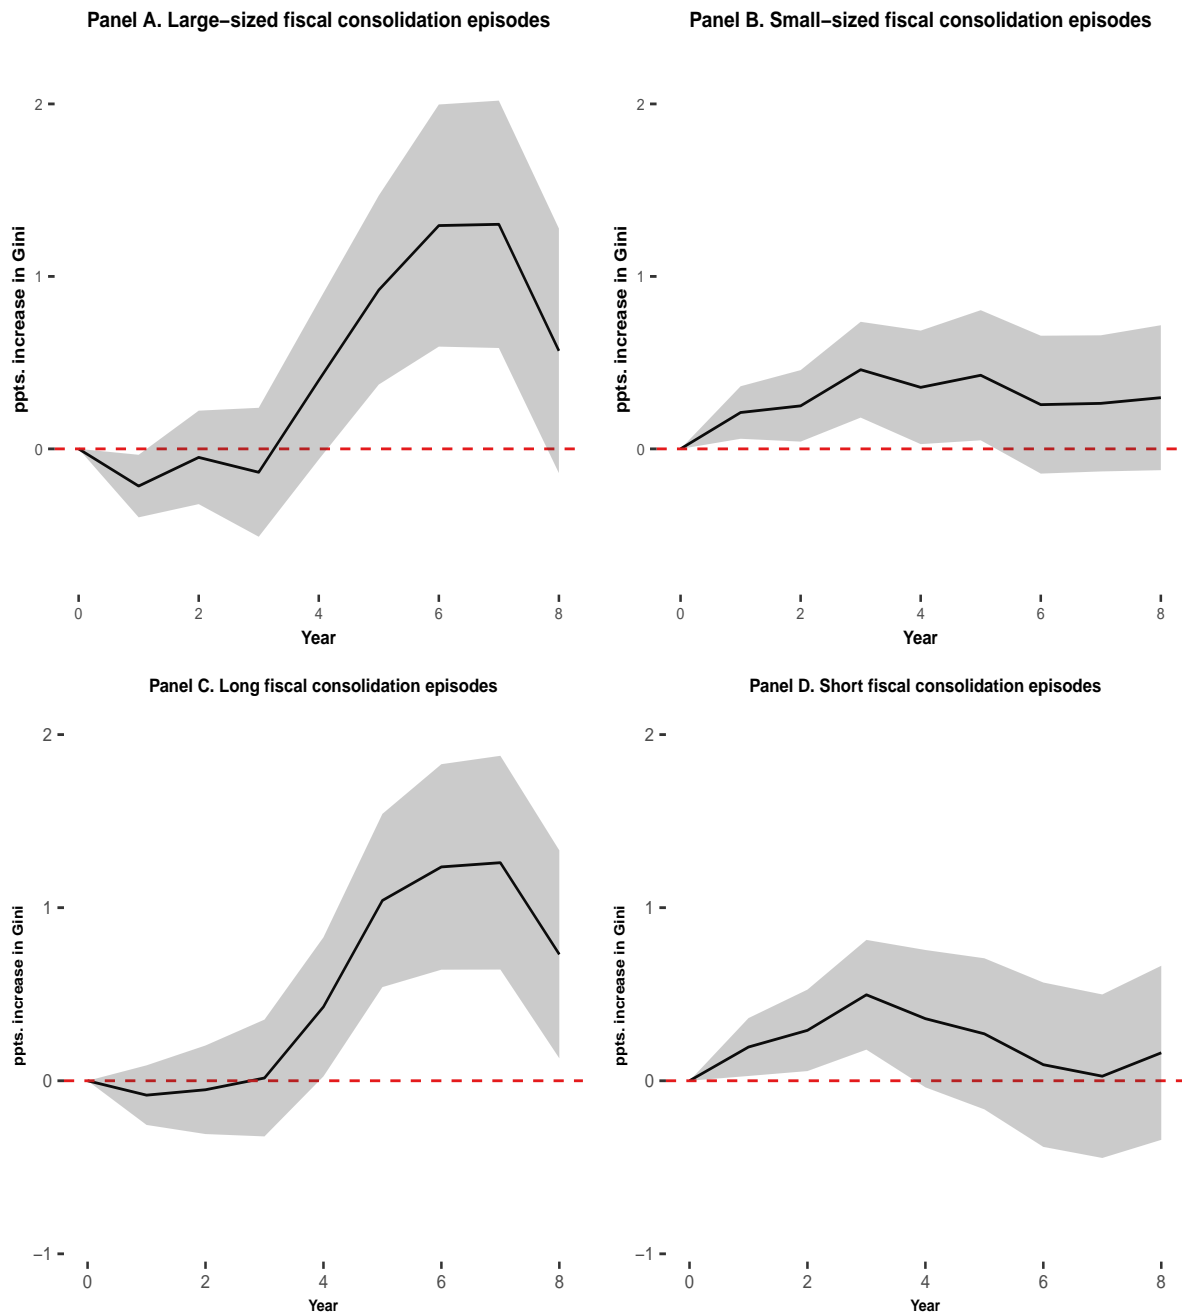 Panel A. Large–sized fiscal consolidation episodes
ppts. increase in Gini
2
1
0
0
2
4
6
8
Year
Panel B. Small–sized fiscal consolidation episodes
ppts. increase in Gini
2
1
0
0
2
4
6
8
Year
Panel C. Long fiscal consolidation episodes
ppts. increase in Gini
2
1
0
–1
0
2
4
6
8
Year
Panel D. Short fiscal consolidation episodes
ppts. increase in Gini
2
1
0
–1
0
2
4
6
8
Year